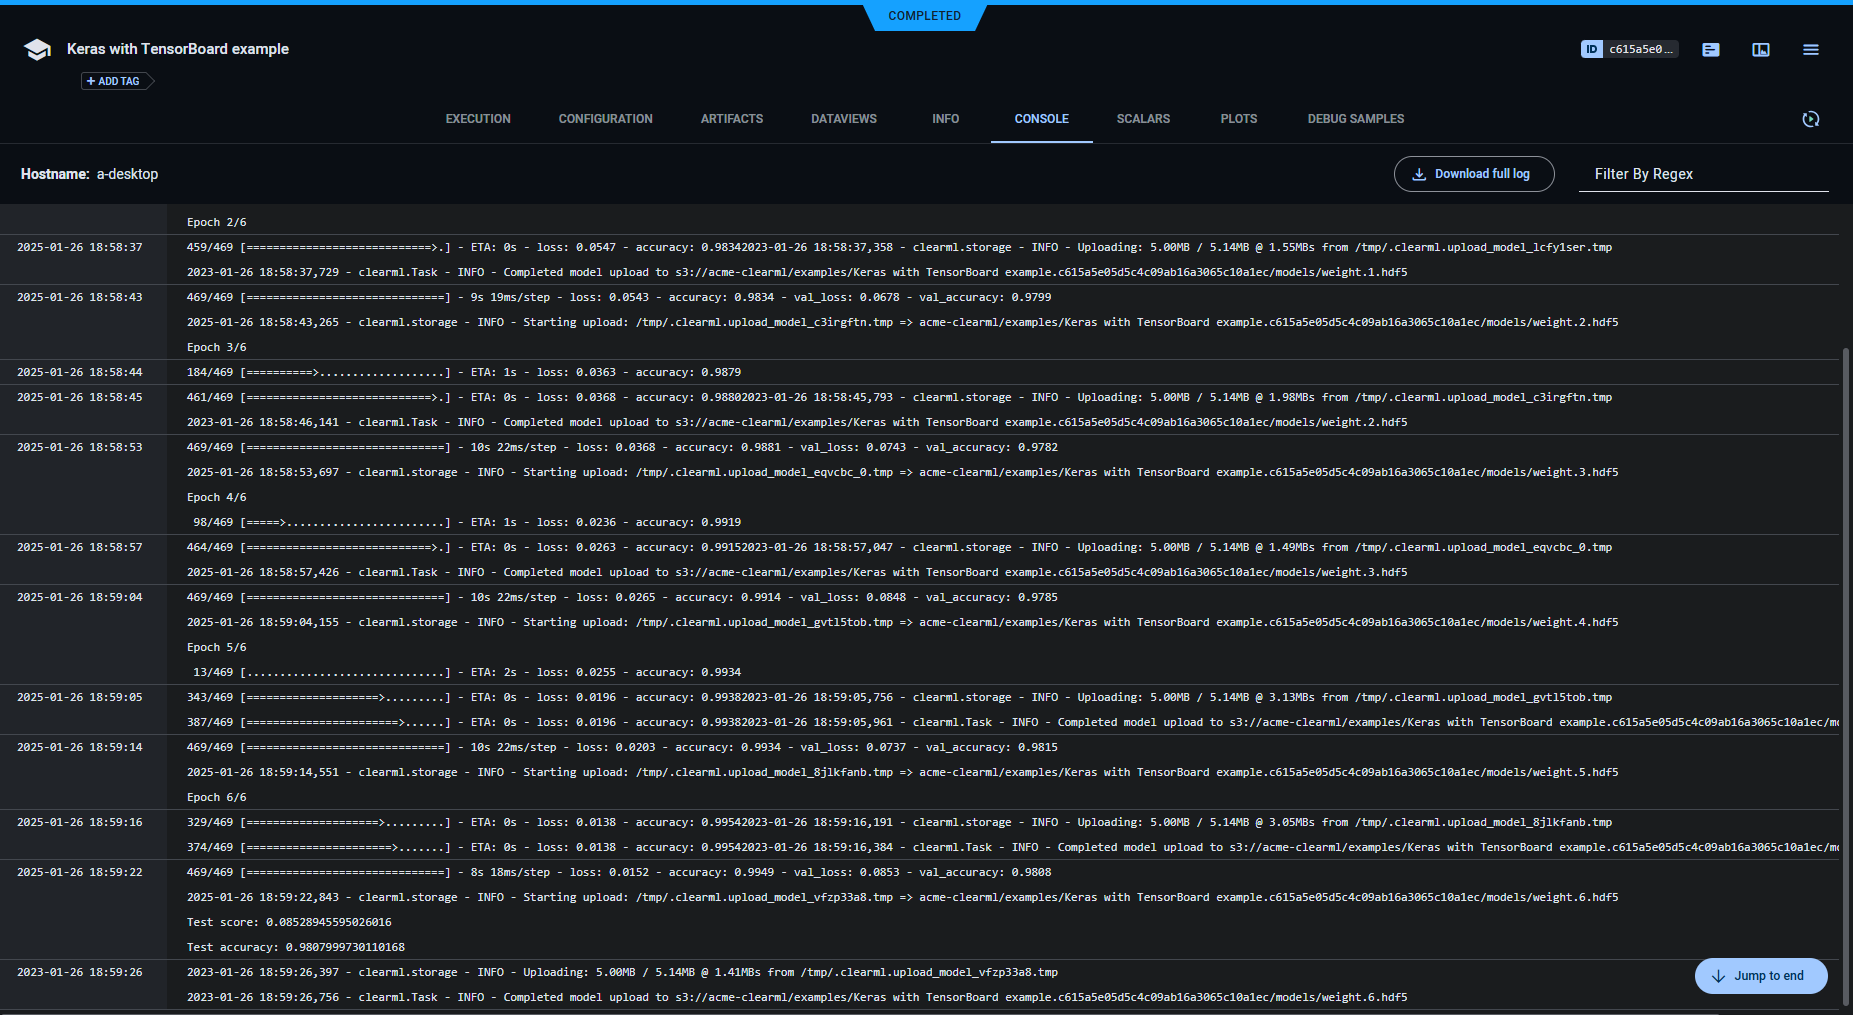 COMPLETED
Keras with TensorBoard example
ID c615a5e0 ...
+ ADD TAG
EXECUTION CONFIGURATION ARTIFACTS DATAVIEWS INFO CONSOLE SCALARS PLOTS DEBUG SAMPLES
Hostname: a-desktop
Download full log
Filter By Regex
Epoch 2/6
2025-01-26 18:58:37 459/469 [============================>.] - ETA: 0s - loss: 0.0547 - accuracy: 0.98342023-01-26 18:58:37,358 - clearml.storage - INFO - Uploading: 5.00MB / 5.14MB @ 1.55MBs from /tmp/.clearml.upload_model_lcfy1ser.tmp
2023-01-26 18:58:37,729 - clearml.Task - INFO - Completed model upload to s3://acme-clearml/examples/Keras with TensorBoard example.c615a5e05d5c4c09ab16a3065c10a1ec/models/weight.1.hdf5
2025-01-26 18:58:43 469/469 [==============================] - 9s 19ms/step - loss: 0.0543 - accuracy: 0.9834 - val_loss: 0.0678 - val_accuracy: 0.9799
2025-01-26 18:58:43,265 - clearml.storage - INFO - Starting upload: /tmp/.clearml.upload_model_c3irgftn.tmp => acme-clearml/examples/Keras with TensorBoard example.c615a5e05d5c4c09ab16a3065c10a1ec/models/weight.2.hdf5
Epoch 3/6
2025-01-26 18:58:44 184/469 [==========>...................] - ETA: 1s - loss: 0.0363 - accuracy: 0.9879
2025-01-26 18:58:45 461/469 [============================>.] - ETA: 0s - loss: 0.0368 - accuracy: 0.98802023-01-26 18:58:45,793 - clearml.storage - INFO - Uploading: 5.00MB / 5.14MB @ 1.98MBs from /tmp/.clearml.upload_model_c3irgftn.tmp
2023-01-26 18:58:46,141 - clearml.Task - INFO - Completed model upload to s3://acme-clearml/examples/Keras with TensorBoard example.c615a5e05d5c4c09ab16a3065c10a1ec/models/weight.2.hdf5
2025-01-26 18:58:53 469/469 [==============================] - 10s 22ms/step - loss: 0.0368 - accuracy: 0.9881 - val_loss: 0.0743 - val_accuracy: 0.9782
2025-01-26 18:58:53,697 - clearml.storage - INFO - Starting upload: /tmp/.clearml.upload_model_eqvcbc_0.tmp => acme-clearml/examples/Keras with TensorBoard example.c615a5e05d5c4c09ab16a3065c10a1ec/models/weight.3.hdf5
Epoch 4/6
98/469 [=====>........................] - ETA: 1s - loss: 0.0236 - accuracy: 0.9919
2025-01-26 18:58:57 464/469 [============================>.] - ETA: 0s - loss: 0.0263 - accuracy: 0.99152023-01-26 18:58:57,047 - clearml.storage - INFO - Uploading: 5.00MB / 5.14MB @ 1.49MBs from /tmp/.clearml.upload_model_eqvcbc_0.tmp
2025-01-26 18:58:57,426 - clearml.Task - INFO - Completed model upload to s3://acme-clearml/examples/Keras with TensorBoard example.c615a5e05d5c4c09ab16a3065c10a1ec/models/weight.3.hdf5
2025-01-26 18:59:04 469/469 [==============================] - 10s 22ms/step - loss: 0.0265 - accuracy: 0.9914 - val_loss: 0.0848 - val_accuracy: 0.9785
2025-01-26 18:59:04,155 - clearml.storage - INFO - Starting upload: /tmp/.clearml.upload_model_gvtl5tob.tmp => acme-clearml/examples/Keras with TensorBoard example.c615a5e05d5c4c09ab16a3065c10a1ec/models/weight.4.hdf5
Epoch 5/6
13/469 [..............................] - ETA: 2s - loss: 0.0255 - accuracy: 0.9934
2025-01-26 18:59:05 343/469 [====================>.........] - ETA: 0s - loss: 0.0196 - accuracy: 0.99382023-01-26 18:59:05,756 - clearml.storage - INFO - Uploading: 5.00MB / 5.14MB @ 3.13MBs from /tmp/.clearml.upload_model_gvtl5tob.tmp
387/469 [=======================>......] - ETA: 0s - loss: 0.0196 - accuracy: 0.99382023-01-26 18:59:05,961 - clearml.Task - INFO - Completed model upload to s3://acme-clearml/examples/Keras with TensorBoard example.c615a5e05d5c4c09ab16a3065c10a1ec/m
2025-01-26 18:59:14 469/469 [==============================] - 10s 22ms/step - loss: 0.0203 - accuracy: 0.9934 - val_loss: 0.0737 - val_accuracy: 0.9815
2025-01-26 18:59:14,551 - clearml.storage - INFO - Starting upload: /tmp/.clearml.upload_model_8jlkfanb.tmp => acme-clearml/examples/Keras with TensorBoard example.c615a5e05d5c4c09ab16a3065c10a1ec/models/weight.5.hdf5
Epoch 6/6
2025-01-26 18:59:16 329/469 [====================>.........] - ETA: 0s - loss: 0.0138 - accuracy: 0.99542023-01-26 18:59:16,191 - clearml.storage - INFO - Uploading: 5.00MB / 5.14MB @ 3.05MBs from /tmp/.clearml.upload_model_8jlkfanb.tmp
374/469 [======================>.......] - ETA: 0s - loss: 0.0138 - accuracy: 0.99542023-01-26 18:59:16,384 - clearml.Task - INFO - Completed model upload to s3://acme-clearml/examples/Keras with TensorBoard example.c615a5e05d5c4c09ab16a3065c10a1ec/m
2025-01-26 18:59:22 469/469 [==============================] - 8s 18ms/step - loss: 0.0152 - accuracy: 0.9949 - val_loss: 0.0853 - val_accuracy: 0.9808
2025-01-26 18:59:22,843 - clearml.storage - INFO - Starting upload: /tmp/.clearml.upload_model_vfzp33a8.tmp => acme-clearml/examples/Keras with TensorBoard example.c615a5e05d5c4c09ab16a3065c10a1ec/models/weight.6.hdf5
Test score: 0.08528945595026016
Test accuracy: 0.9807999730110168
2023-01-26 18:59:26 2023-01-26 18:59:26,397 - clearml.storage - INFO - Uploading: 5.00MB / 5.14MB @ 1.41MBs from /tmp/.clearml.upload_model_vfzp33a8.tmp
2023-01-26 18:59:26,756 - clearml.Task - INFO - Completed model upload to s3://acme-clearml/examples/Keras with TensorBoard example.c615a5e05d5c4c09ab16a3065c10a1ec/models/weight.6.hdf5
Jump to end